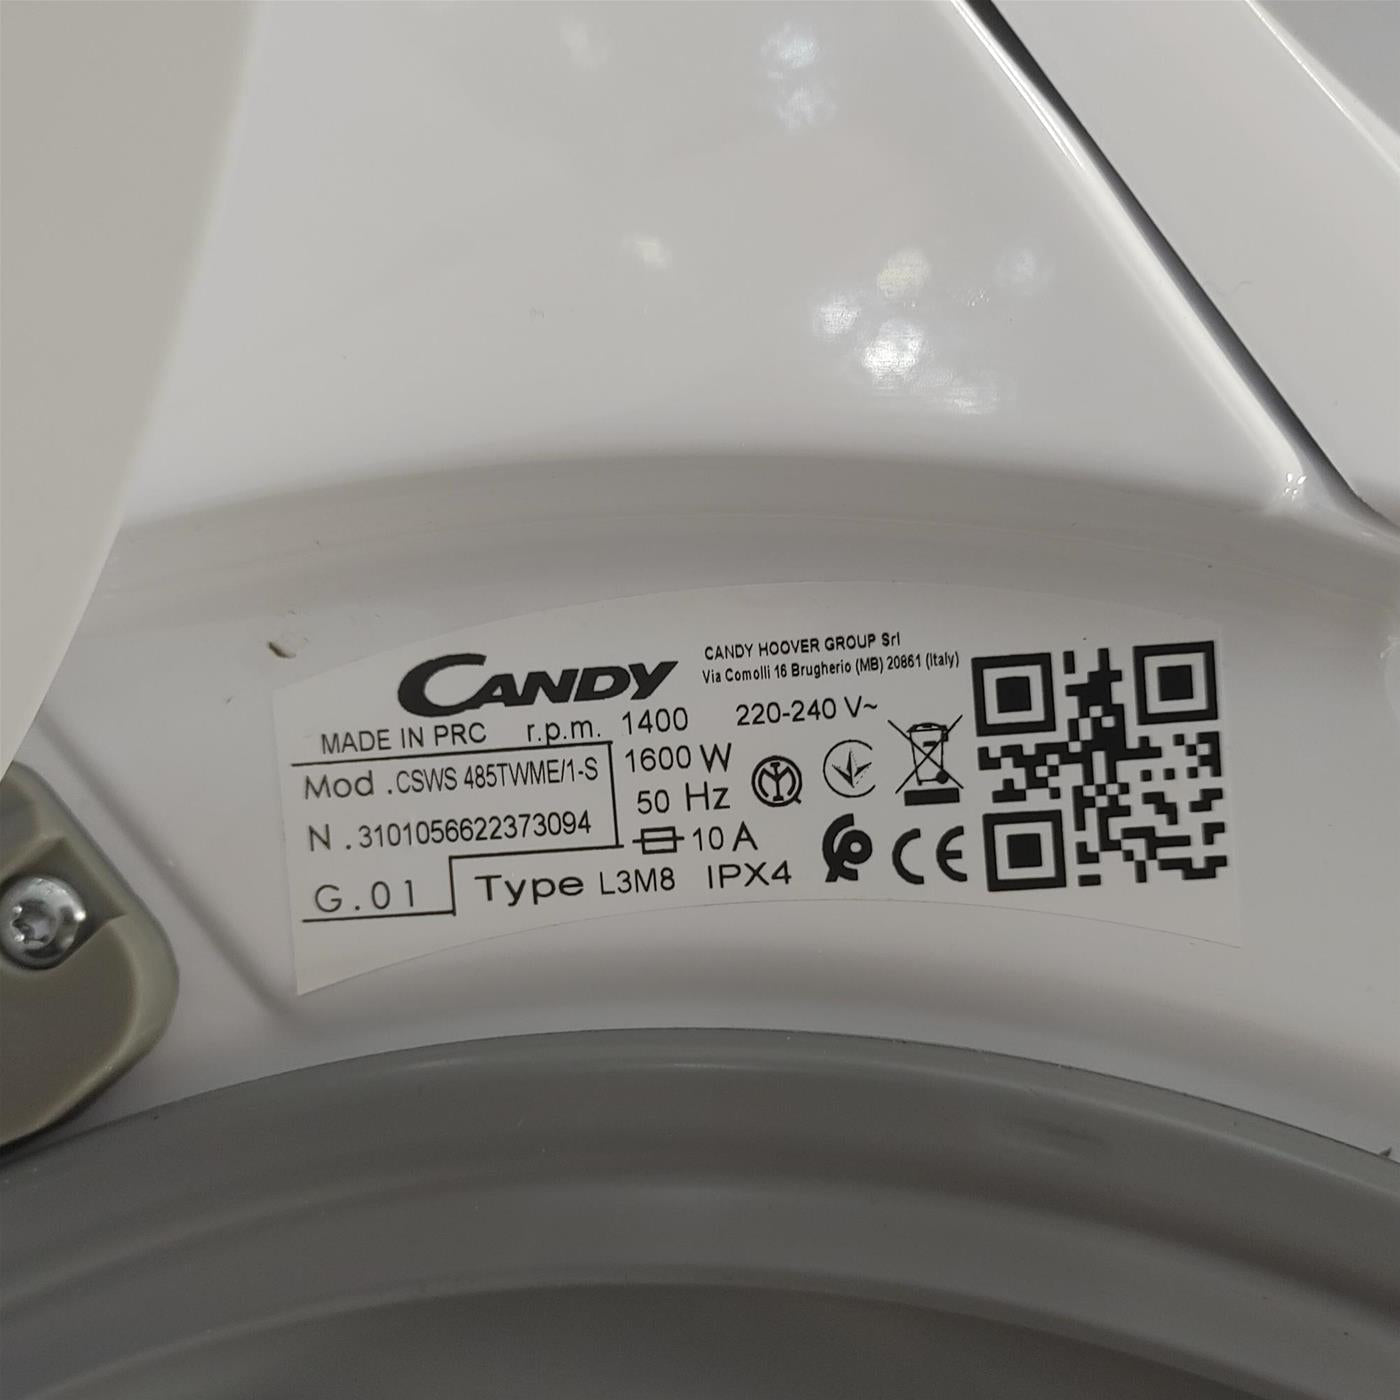 CANDY
CANDY HOOVER GROUP Srl
Via Comolli 16 Brugherio (MB) 20861 (Italy)
MADE IN PRC r.p.m. 1400 220-240 V~
Mod .CSWS 485TWME/1-S 1600 W
50 Hz
N .3101056622373094 10 A
G.01 Type L3M8 IPX4
CE